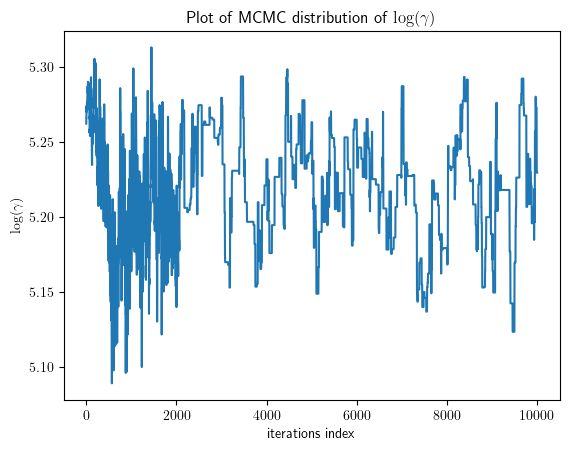 Plot of MCMC distribution of log(γ)
log(γ)
5.30
5.25
5.20
5.15
5.10
0 2000 4000 6000 8000 10000
iterations index